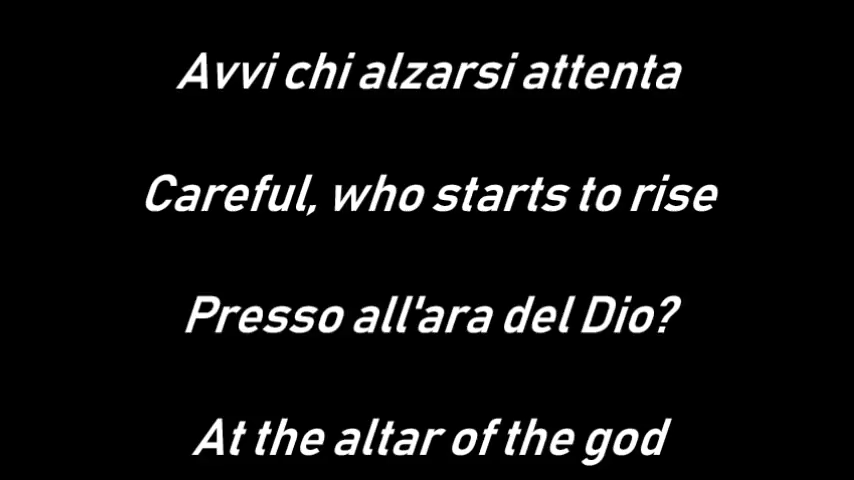 Avvi chi alzarsi attenta
Careful, who starts to rise
Presso all'ara del Dio?
At the altar of the god